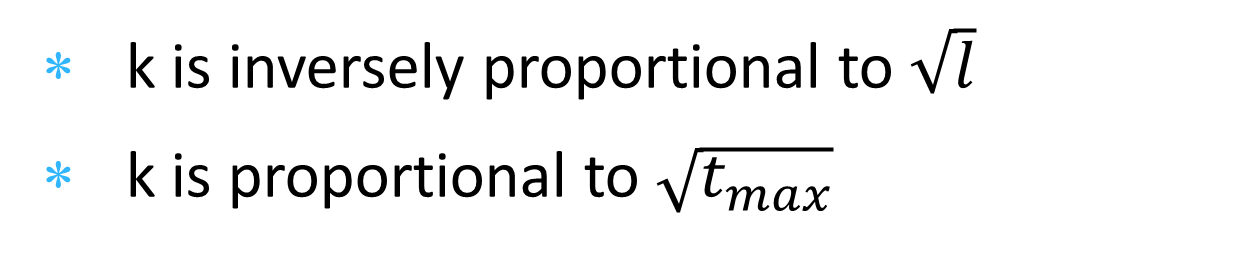 * k is inversely proportional to √l
* k is proportional to √t_max